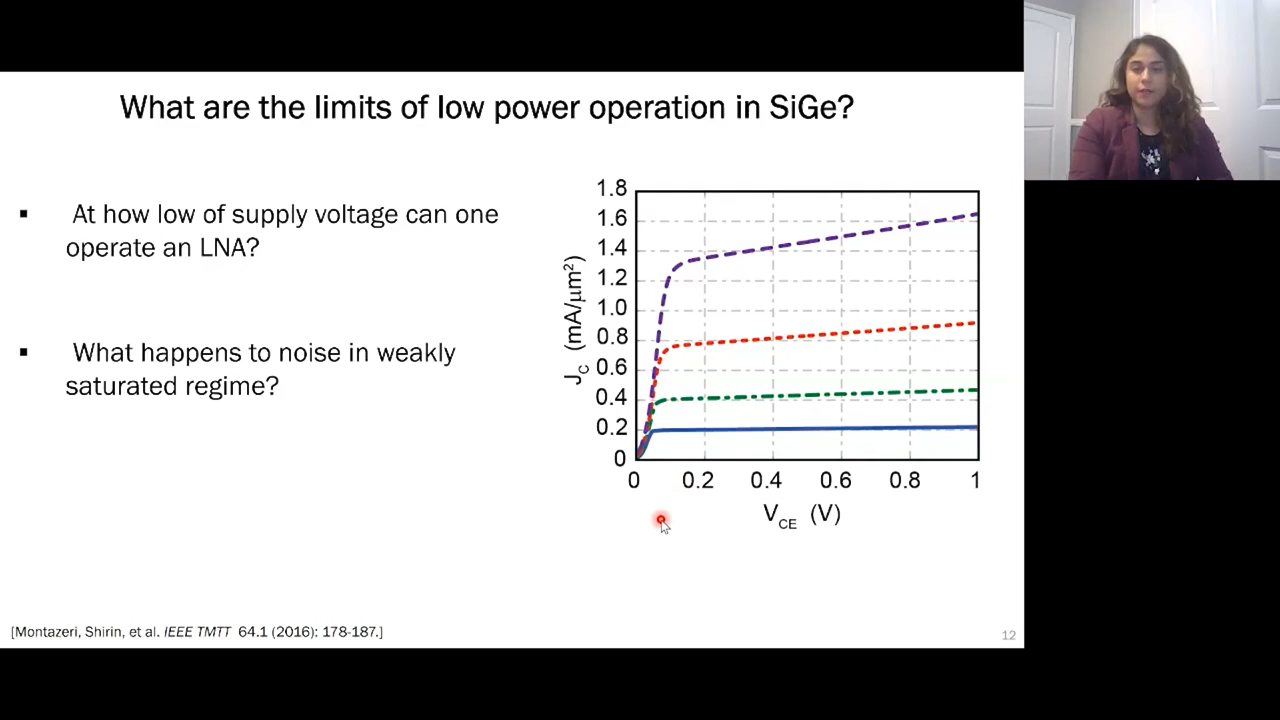 What are the limits of low power operation in SiGe?
▪ At how low of supply voltage can one
operate an LNA?
▪ What happens to noise in weakly
saturated regime?
1.8
1.6
1.4
1.2
1.0
0.8
0.6
0.4
0.2
0
J_C (mA/μm²)
0 0.2 0.4 0.6 0.8 1
V_CE (V)
[Montazeri, Shirin, et al. IEEE TMTT 64.1 (2016): 178-187.]
12